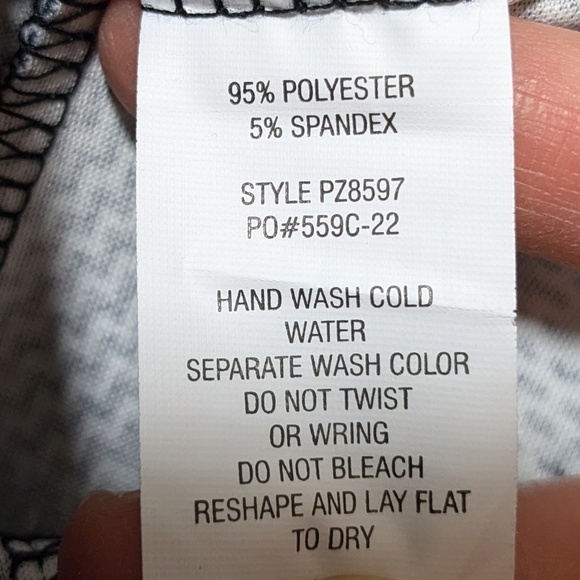 95% POLYESTER
5% SPANDEX
STYLE PZ8597
PO#559C-22
HAND WASH COLD
WATER
SEPARATE WASH COLOR
DO NOT TWIST
OR WRING
DO NOT BLEACH
RESHAPE AND LAY FLAT
TO DRY